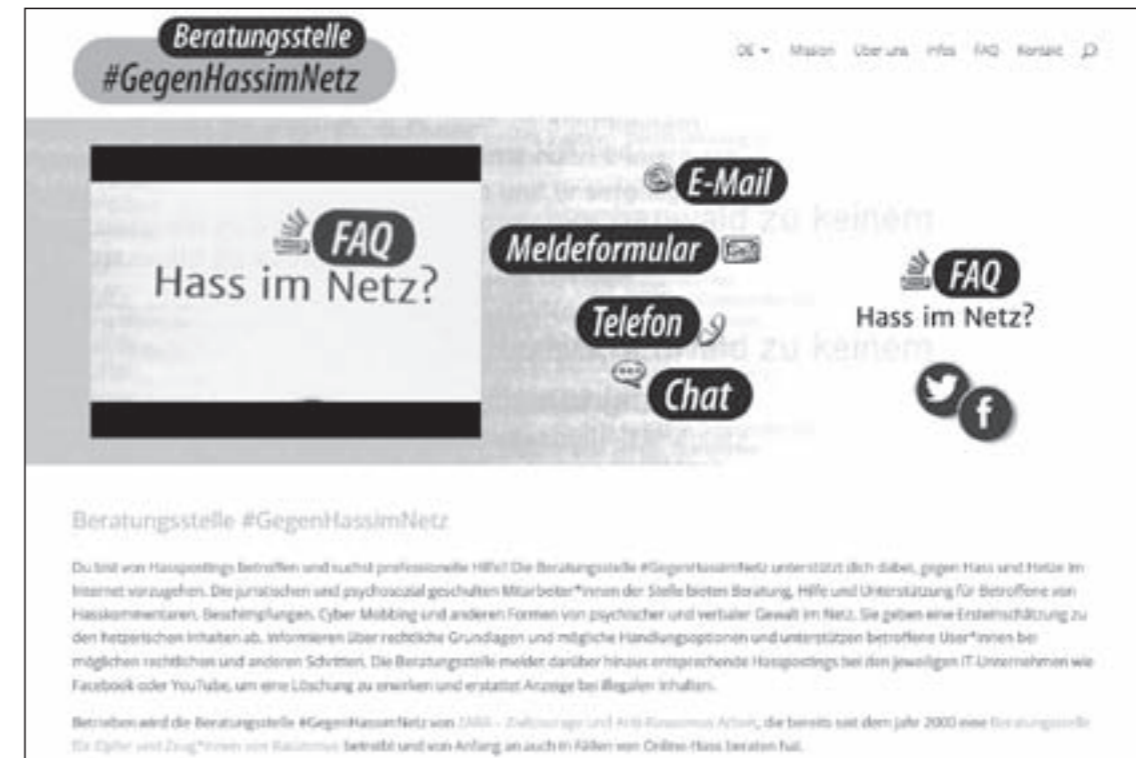 Beratungsstelle
#GegenHassimNetz
DE Mission Über uns Infos FAQ Kontakt
FAQ
Hass im Netz?
E-Mail
Meldeformular
Telefon
Chat
zu keinem
zu keinem
FAQ
Hass im Netz?
Beratungsstelle #GegenHassimNetz
Du bist von Hasspostings betroffen und suchst professionelle Hilfe? Die Beratungsstelle #GegenHassimNetz unterstützt dich dabei, gegen Hass und Hetze im
Internet vorzugehen. Die juristischen und psychosozial geschulten Mitarbeiter*innen der Stelle bieten Beratung, Hilfe und Unterstützung für Betroffene von
Hasskommentaren, Beschimpfungen, Cyber Mobbing und anderen Formen von psychischer und verbaler Gewalt im Netz. Sie geben eine Ersteinschätzung zu
den hetzerischen Inhalten ab, informieren über rechtliche Grundlagen und mögliche Handlungsoptionen und unterstützen betroffene User*innen bei
möglichen rechtlichen und anderen Schritten. Die Beratungsstelle meldet darüber hinaus entsprechende Hasspostings bei den jeweiligen IT-Unternehmen wie
Facebook oder YouTube, um eine Löschung zu erwirken und erstattet Anzeige bei illegalen Inhalten.
Betrieben wird die Beratungsstelle #GegenHassimNetz von ZARA – Zivilcourage und Anti-Rassismus Arbeit, die bereits seit dem Jahr 2000 eine Beratungsstelle
für Opfer und Zeug*innen von Rassismus betreibt und von Anfang an auch in Fällen von Online-Hass beraten hat.